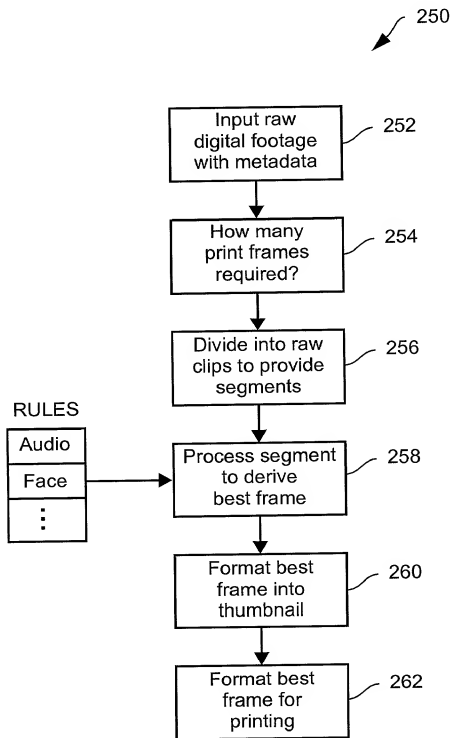 250
Input raw
digital footage
with metadata
252
How many
print frames
required?
254
Divide into raw
clips to provide
segments
256
RULES
Audio
Face
⋮
Process segment
to derive
best frame
258
Format best
frame into
thumbnail
260
Format best
frame for
printing
262